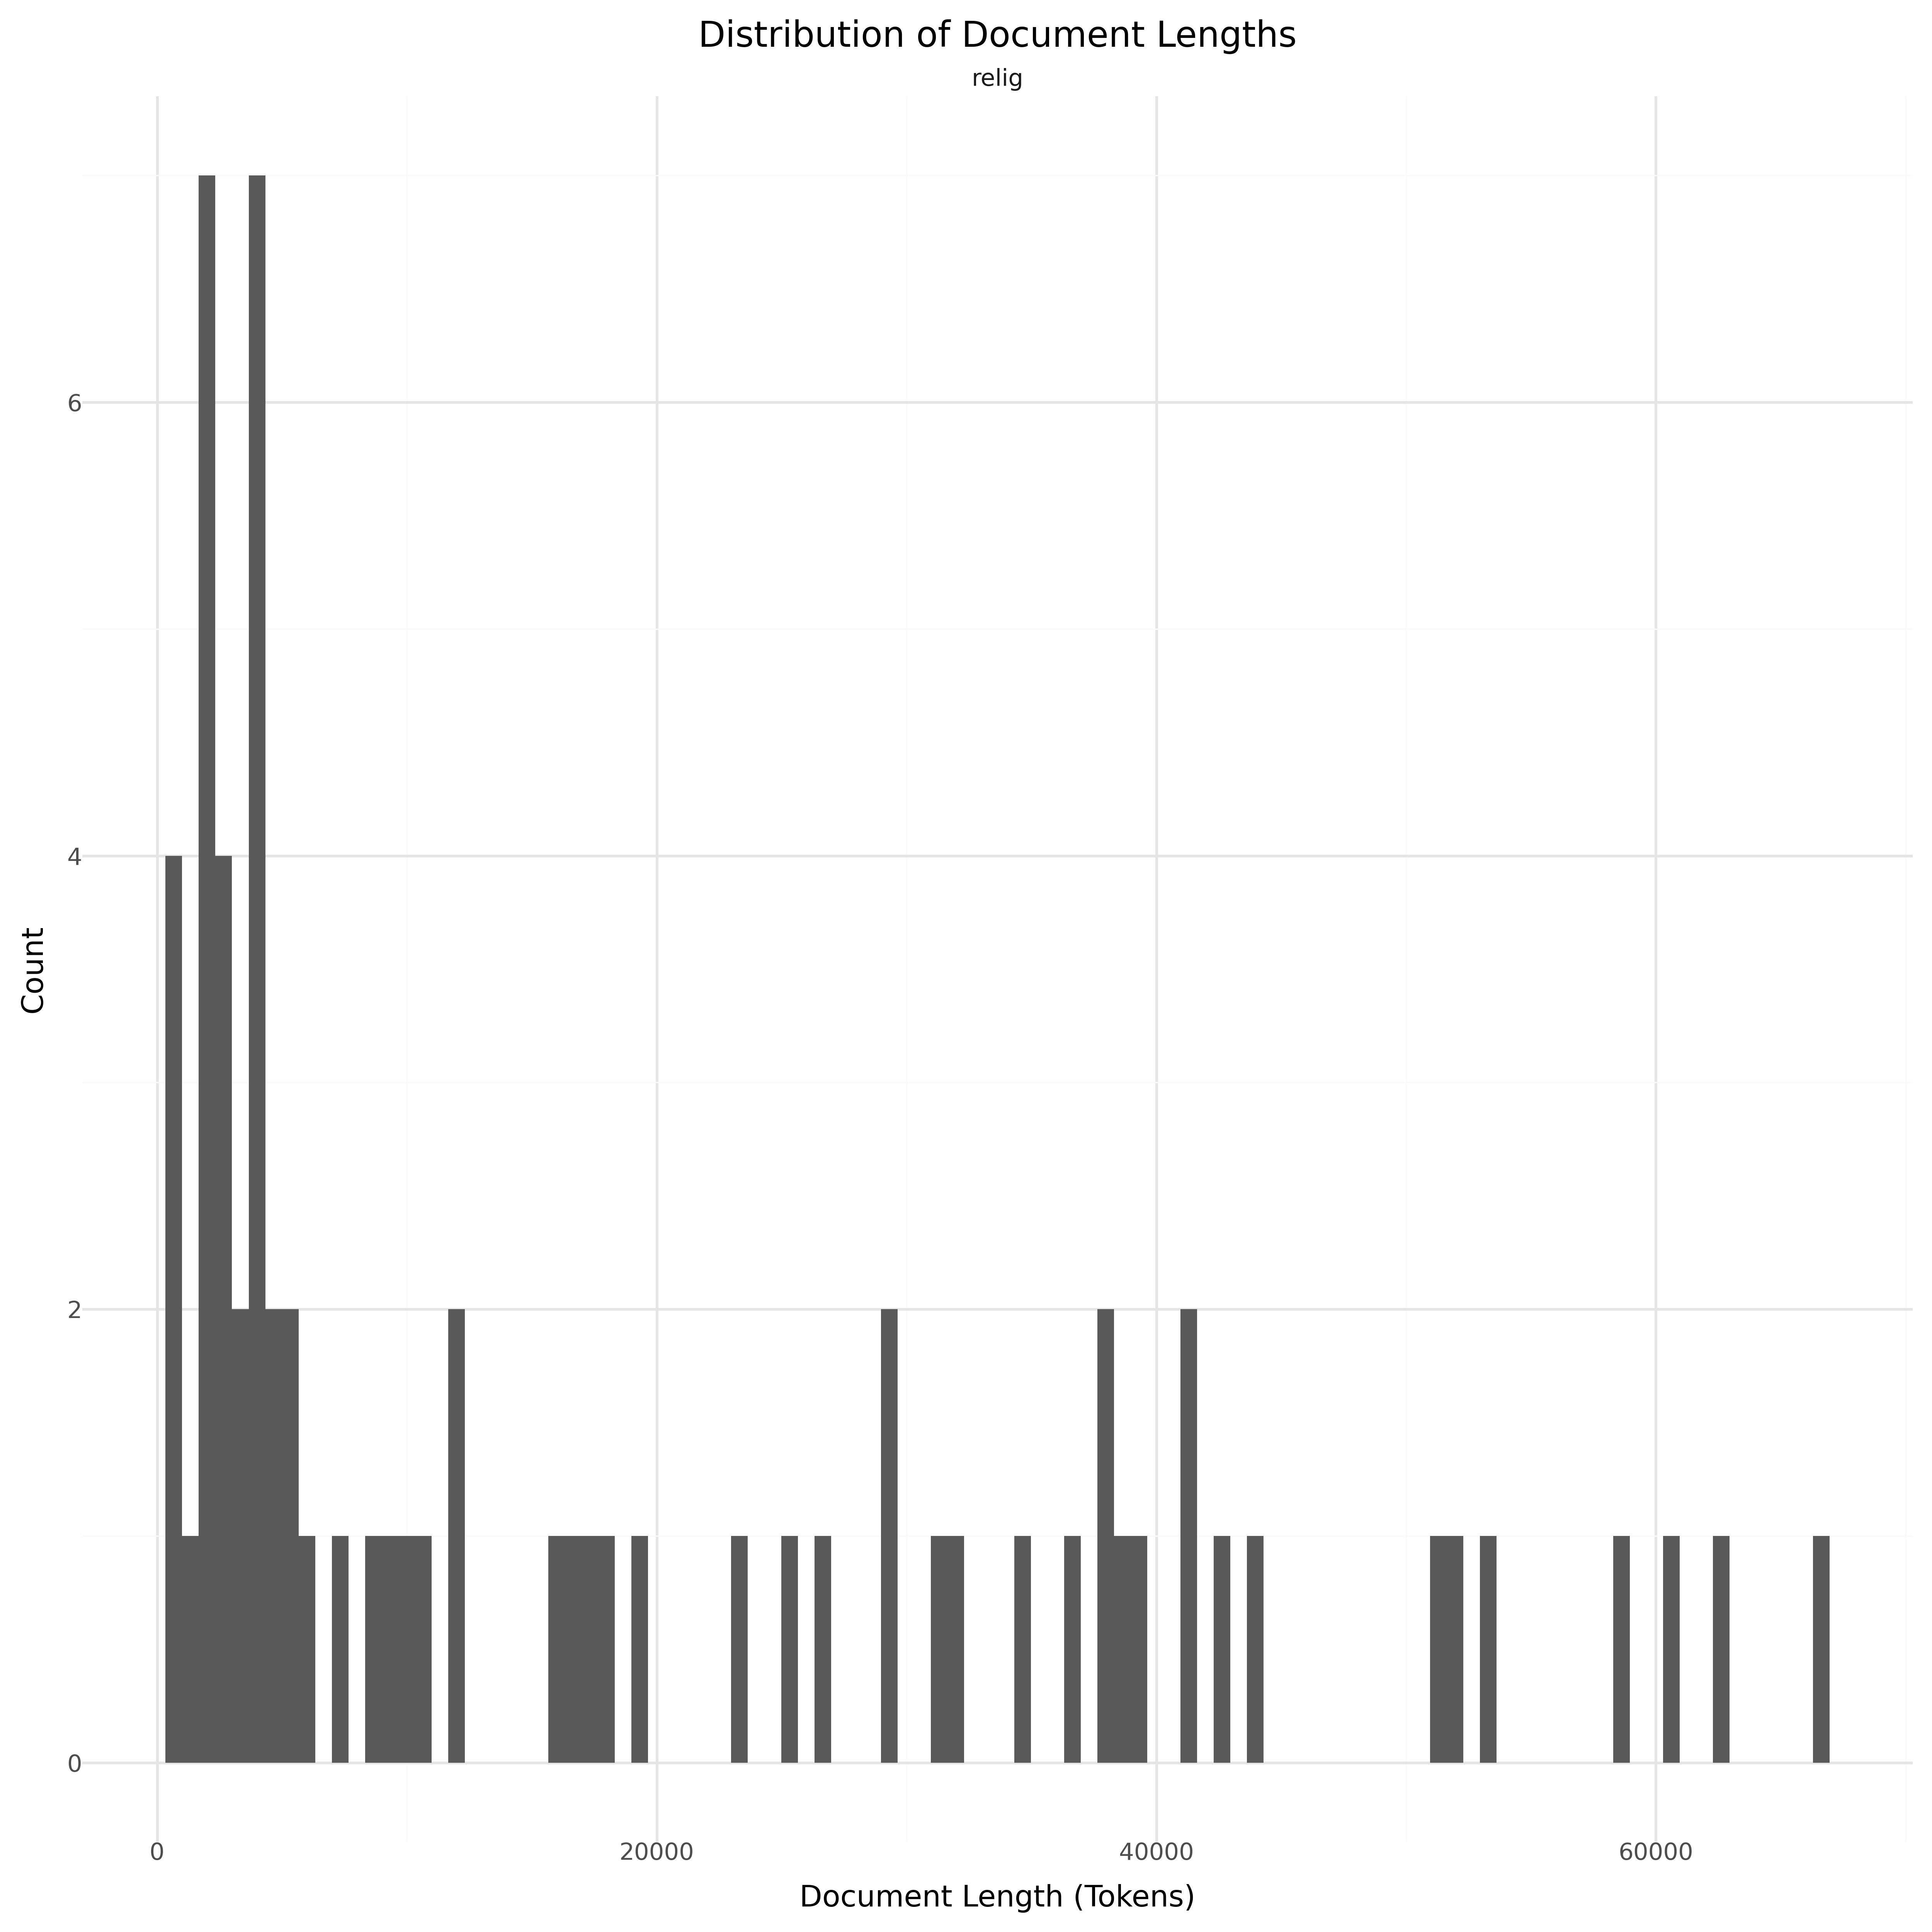 Distribution of Document Lengths
relig
6
4
2
0
Count
0 20000 40000 60000
Document Length (Tokens)